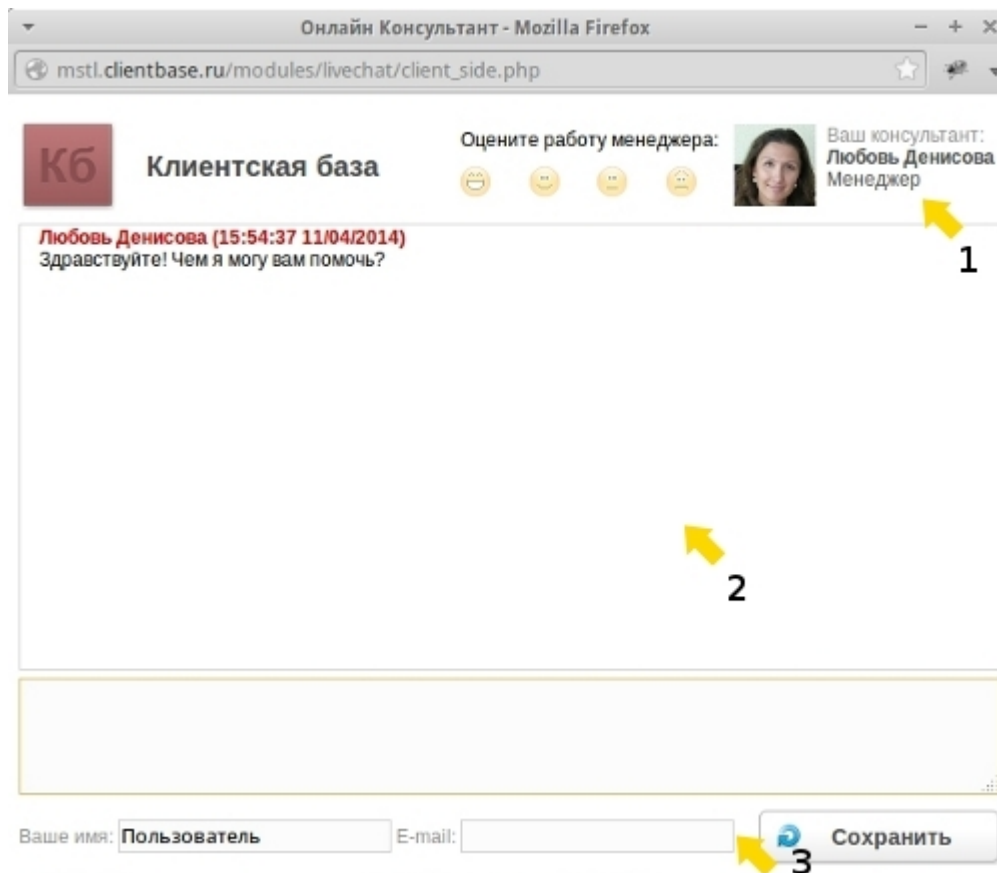 Онлайн Консультант - Mozilla Firefox
mstl.clientbase.ru/modules/livechat/client_side.php
Кб
Клиентская база
Оцените работу менеджера:
Ваш консультант:
Любовь Денисова
Менеджер
1
Любовь Денисова (15:54:37 11/04/2014)
Здравствуйте! Чем я могу вам помочь?
2
Ваше имя: Пользователь E-mail: Сохранить
3